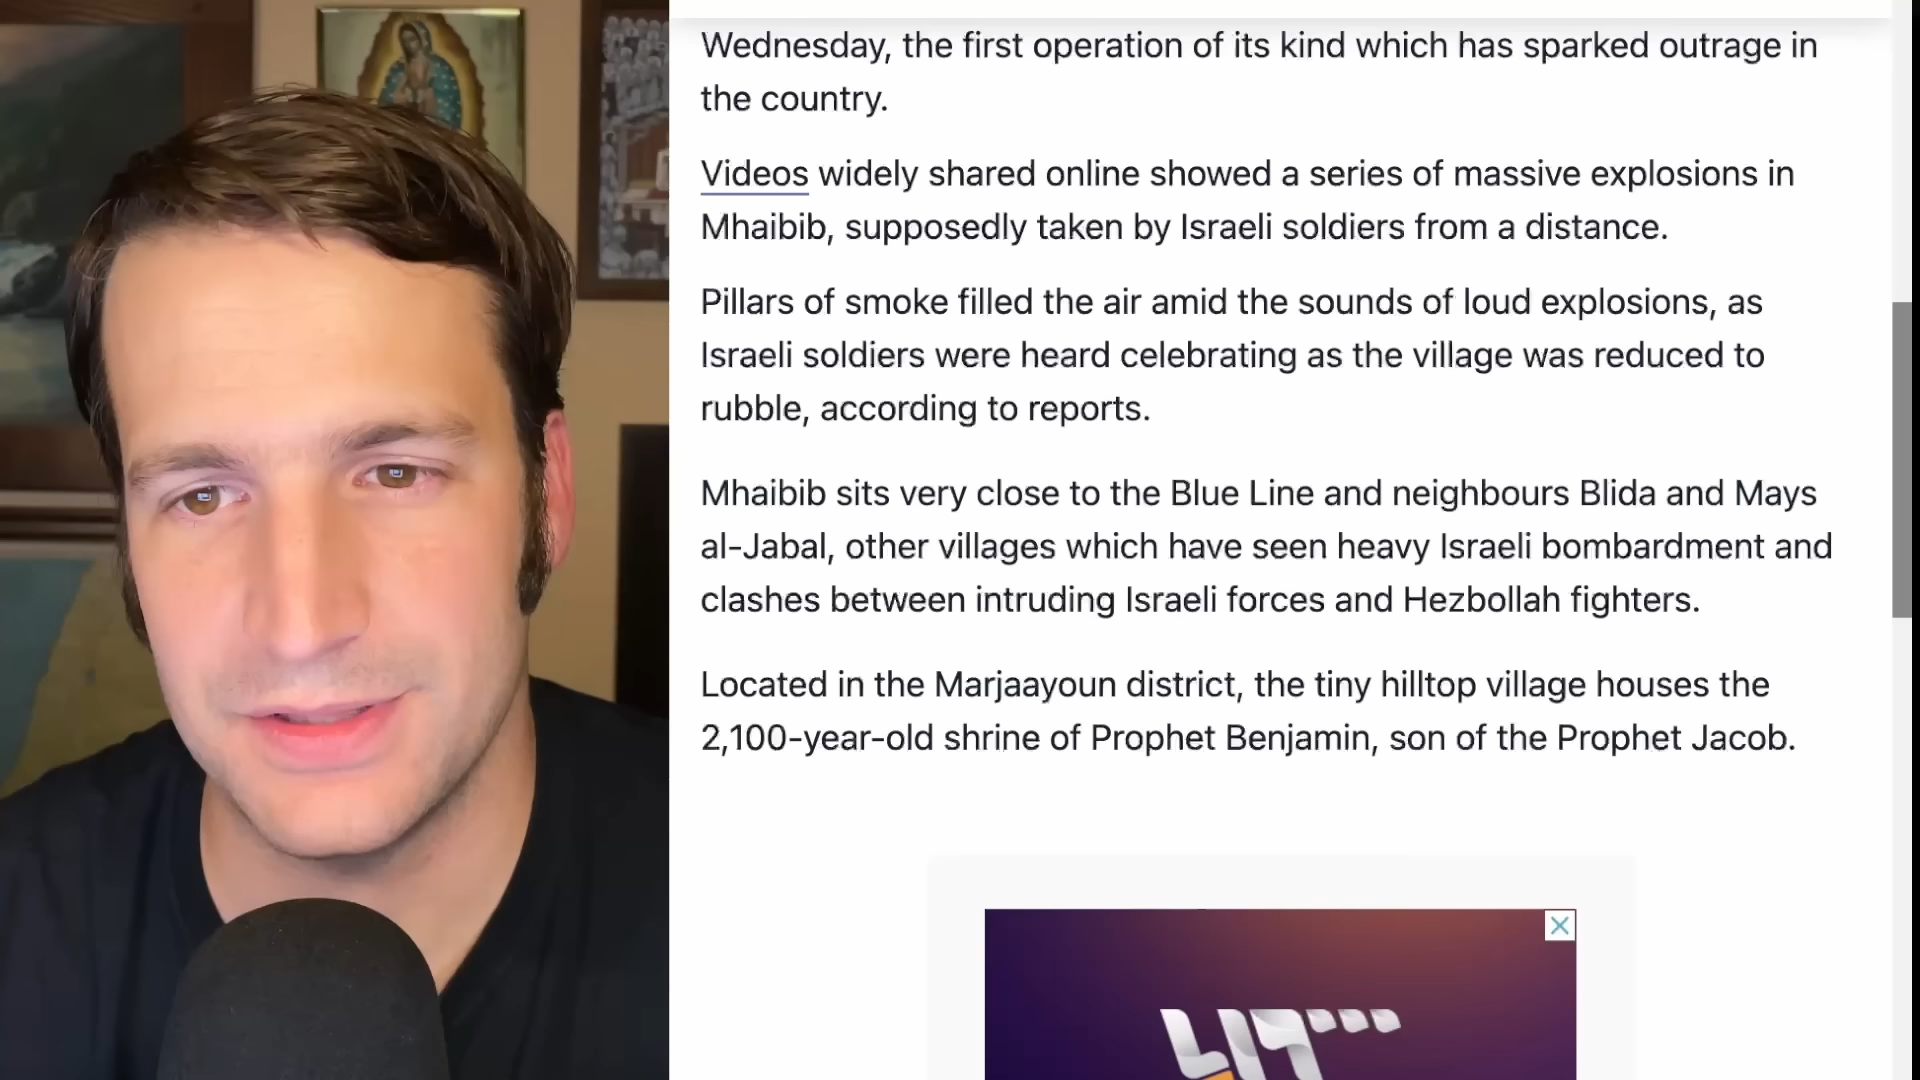 Wednesday, the first operation of its kind which has sparked outrage in
the country.
Videos widely shared online showed a series of massive explosions in
Mhaibib, supposedly taken by Israeli soldiers from a distance.
Pillars of smoke filled the air amid the sounds of loud explosions, as
Israeli soldiers were heard celebrating as the village was reduced to
rubble, according to reports.
Mhaibib sits very close to the Blue Line and neighbours Blida and Mays
al-Jabal, other villages which have seen heavy Israeli bombardment and
clashes between intruding Israeli forces and Hezbollah fighters.
Located in the Marjaayoun district, the tiny hilltop village houses the
2,100-year-old shrine of Prophet Benjamin, son of the Prophet Jacob.